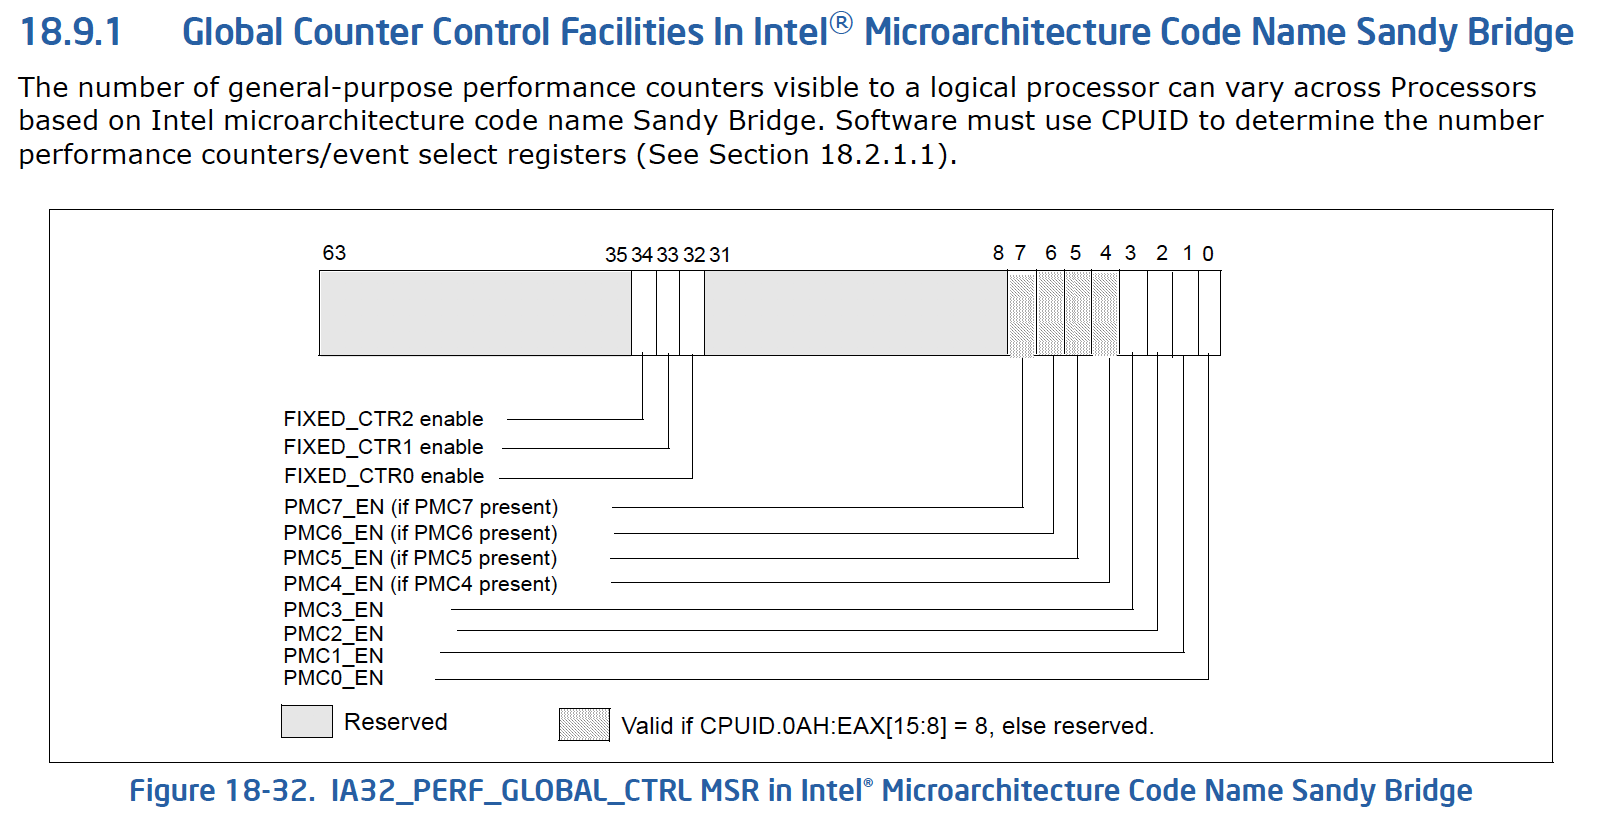 18.9.1 Global Counter Control Facilities In Intel® Microarchitecture Code Name Sandy Bridge
The number of general-purpose performance counters visible to a logical processor can vary across Processors
based on Intel microarchitecture code name Sandy Bridge. Software must use CPUID to determine the number
performance counters/event select registers (See Section 18.2.1.1).
63 35 34 33 32 31 8 7 6 5 4 3 2 1 0
FIXED_CTR2 enable
FIXED_CTR1 enable
FIXED_CTR0 enable
PMC7_EN (if PMC7 present)
PMC6_EN (if PMC6 present)
PMC5_EN (if PMC5 present)
PMC4_EN (if PMC4 present)
PMC3_EN
PMC2_EN
PMC1_EN
PMC0_EN
Reserved Valid if CPUID.0AH:EAX[15:8] = 8, else reserved.
Figure 18-32. IA32_PERF_GLOBAL_CTRL MSR in Intel® Microarchitecture Code Name Sandy Bridge